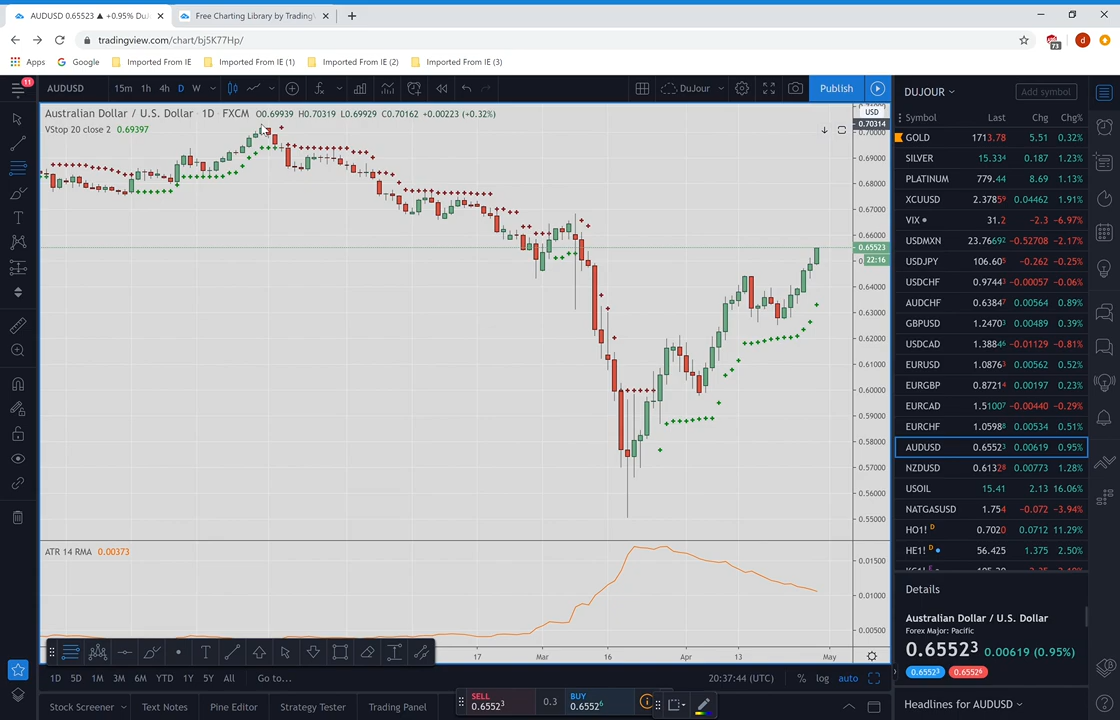 AUDUSD 0.65523 ▲ +0.95% DuJ
Free Charting Library by TradingV
tradingview.com/chart/bj5K77Hp/
73
d
Apps
Google
Imported From IE
Imported From IE (1)
Imported From IE (2)
Imported From IE (3)
11
AUDUSD
15m 1h 4h D W
DuJour
Publish
DUJOUR
Add symbol
Australian Dollar / U.S. Dollar · 1D · FXCM O0.69939 H0.70319 L0.69929 C0.70162 +0.00223 (+0.32%)
VStop 20 close 2 0.69397
USD
0.70314
0.70000
0.69000
0.68000
0.67000
0.66000
0.65523
22:16
0.64000
0.63000
0.62000
0.61000
0.60000
0.59000
0.58000
0.57000
0.56000
0.55000
ATR 14 RMA 0.00373
0.01500
0.01000
0.00500
17 Mar 16 Apr 13 May
Symbol Last Chg Chg%
GOLD 1713.78 5.51 0.32%
SILVER 15.334 0.187 1.23%
PLATINUM 779.44 8.69 1.13%
XCUUSD 2.37859 0.04462 1.91%
VIX 31.2 −2.3 −6.97%
USDMXN 23.76692 −0.52708 −2.17%
USDJPY 106.605 −0.262 −0.25%
USDCHF 0.97443 −0.00057 −0.06%
AUDCHF 0.63847 0.00564 0.89%
GBPUSD 1.24703 0.00489 0.39%
USDCAD 1.38846 −0.01129 −0.81%
EURUSD 1.08763 0.00562 0.52%
EURGBP 0.87214 0.00197 0.23%
EURCAD 1.51007 −0.00440 −0.29%
EURCHF 1.05988 0.00534 0.51%
AUDUSD 0.65523 0.00619 0.95%
NZDUSD 0.61328 0.00773 1.28%
USOIL 15.41 2.13 16.06%
NATGASUSD 1.754 −0.072 −3.94%
HO1! D 0.7020 0.0712 11.29%
HE1! D 56.425 1.375 2.50%
Details
Australian Dollar / U.S. Dollar
Forex Major: Pacific
0.65523 0.00619 (0.95%)
0.65523 0.65526
Headlines for AUDUSD
1D 5D 1M 3M 6M YTD 1Y 5Y All Go to...
20:37:44 (UTC) % log auto
Stock Screener
Text Notes
Pine Editor
Strategy Tester
Trading Panel
SELL
0.65523
0.3
BUY
0.65526